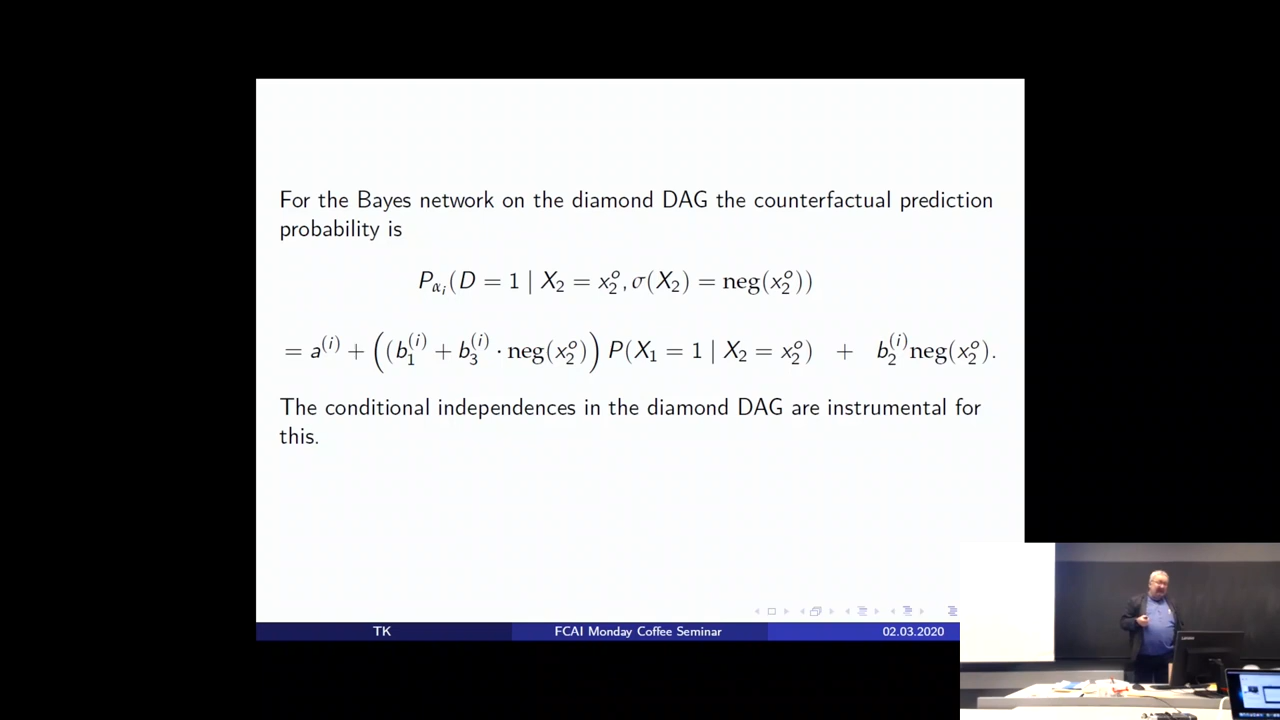 For the Bayes network on the diamond DAG the counterfactual prediction
probability is
P_{α_i}(D = 1 | X_2 = x_2^o, σ(X_2) = neg(x_2^o))
= a^{(i)} + ((b_1^{(i)} + b_3^{(i)} · neg(x_2^o)) P(X_1 = 1 | X_2 = x_2^o) + b_2^{(i)} neg(x_2^o).
The conditional independences in the diamond DAG are instrumental for
this.
TK FCAI Monday Coffee Seminar 02.03.2020
Lenovo